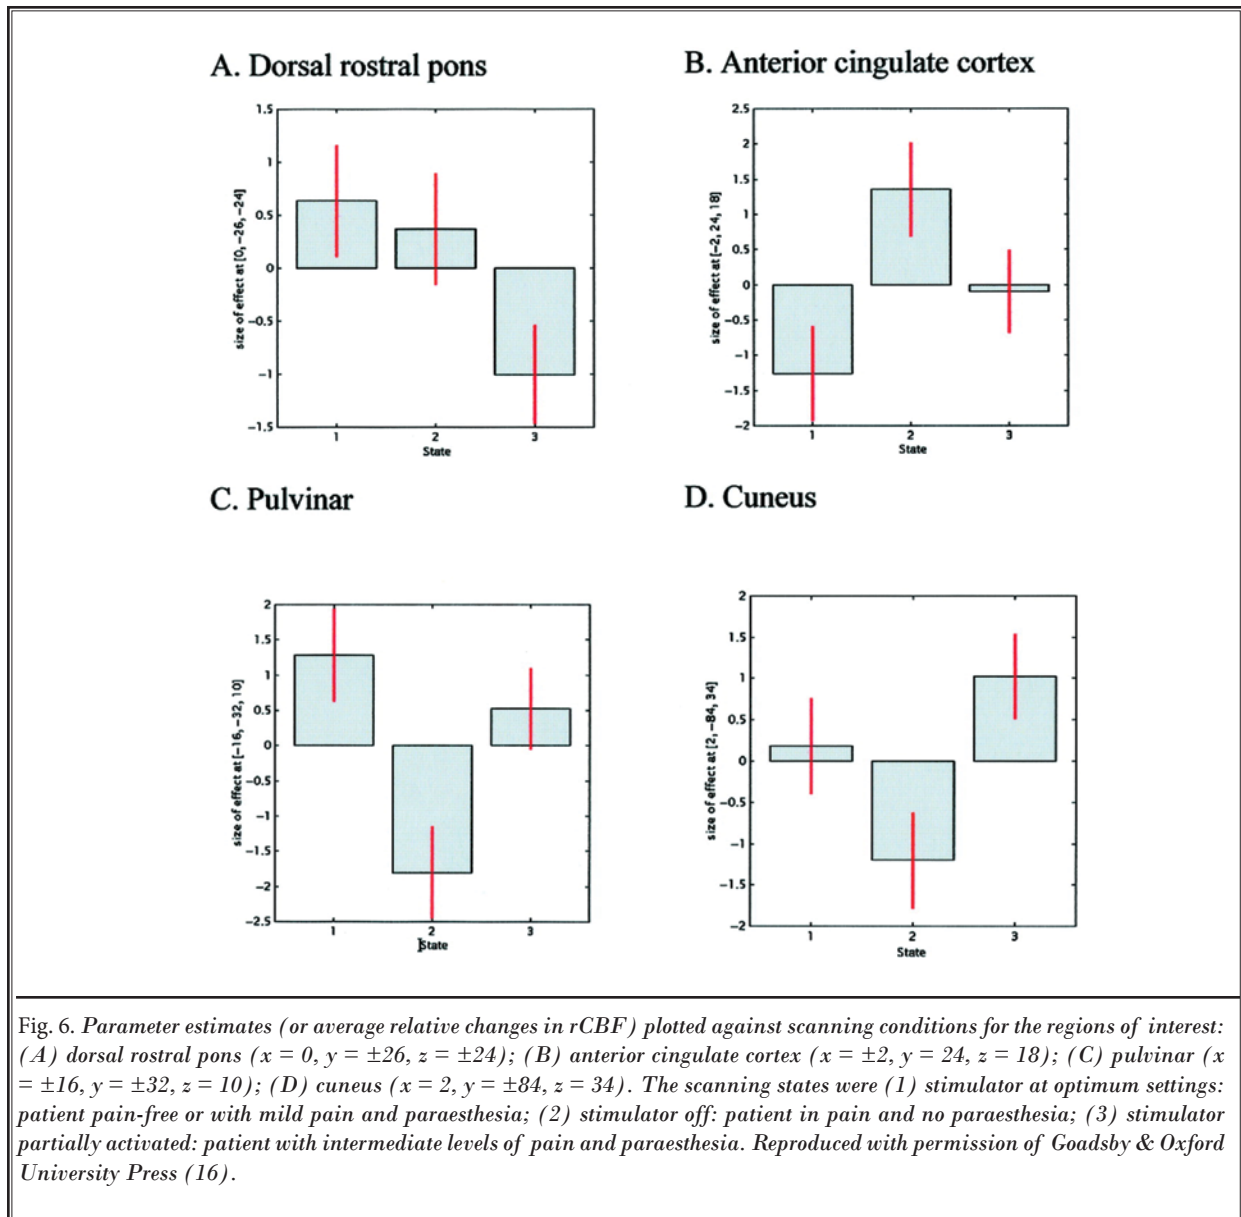 A. Dorsal rostral pons
1.5
1
0.5
0
−0.5
−1
−1.5
size of effect at [0, −26, −24]
1 2 3
State
B. Anterior cingulate cortex
2.5
2
1.5
1
0.5
0
−0.5
−1
−1.5
−2
size of effect at [−2, 24, 18]
1 2 3
State
C. Pulvinar
2
1.5
1
0.5
0
−0.5
−1
−1.5
−2
−2.5
size of effect at [−16, −32, 10]
1 2 3
State
D. Cuneus
2
1.5
1
0.5
0
−0.5
−1
−1.5
−2
size of effect at [2, −84, 34]
1 2 3
State
Fig. 6. Parameter estimates (or average relative changes in rCBF) plotted against scanning conditions for the regions of interest:
(A) dorsal rostral pons (x = 0, y = ±26, z = ±24); (B) anterior cingulate cortex (x = ±2, y = 24, z = 18); (C) pulvinar (x
= ±16, y = ±32, z = 10); (D) cuneus (x = 2, y = ±84, z = 34). The scanning states were (1) stimulator at optimum settings:
patient pain-free or with mild pain and paraesthesia; (2) stimulator off: patient in pain and no paraesthesia; (3) stimulator
partially activated: patient with intermediate levels of pain and paraesthesia. Reproduced with permission of Goadsby & Oxford
University Press (16).